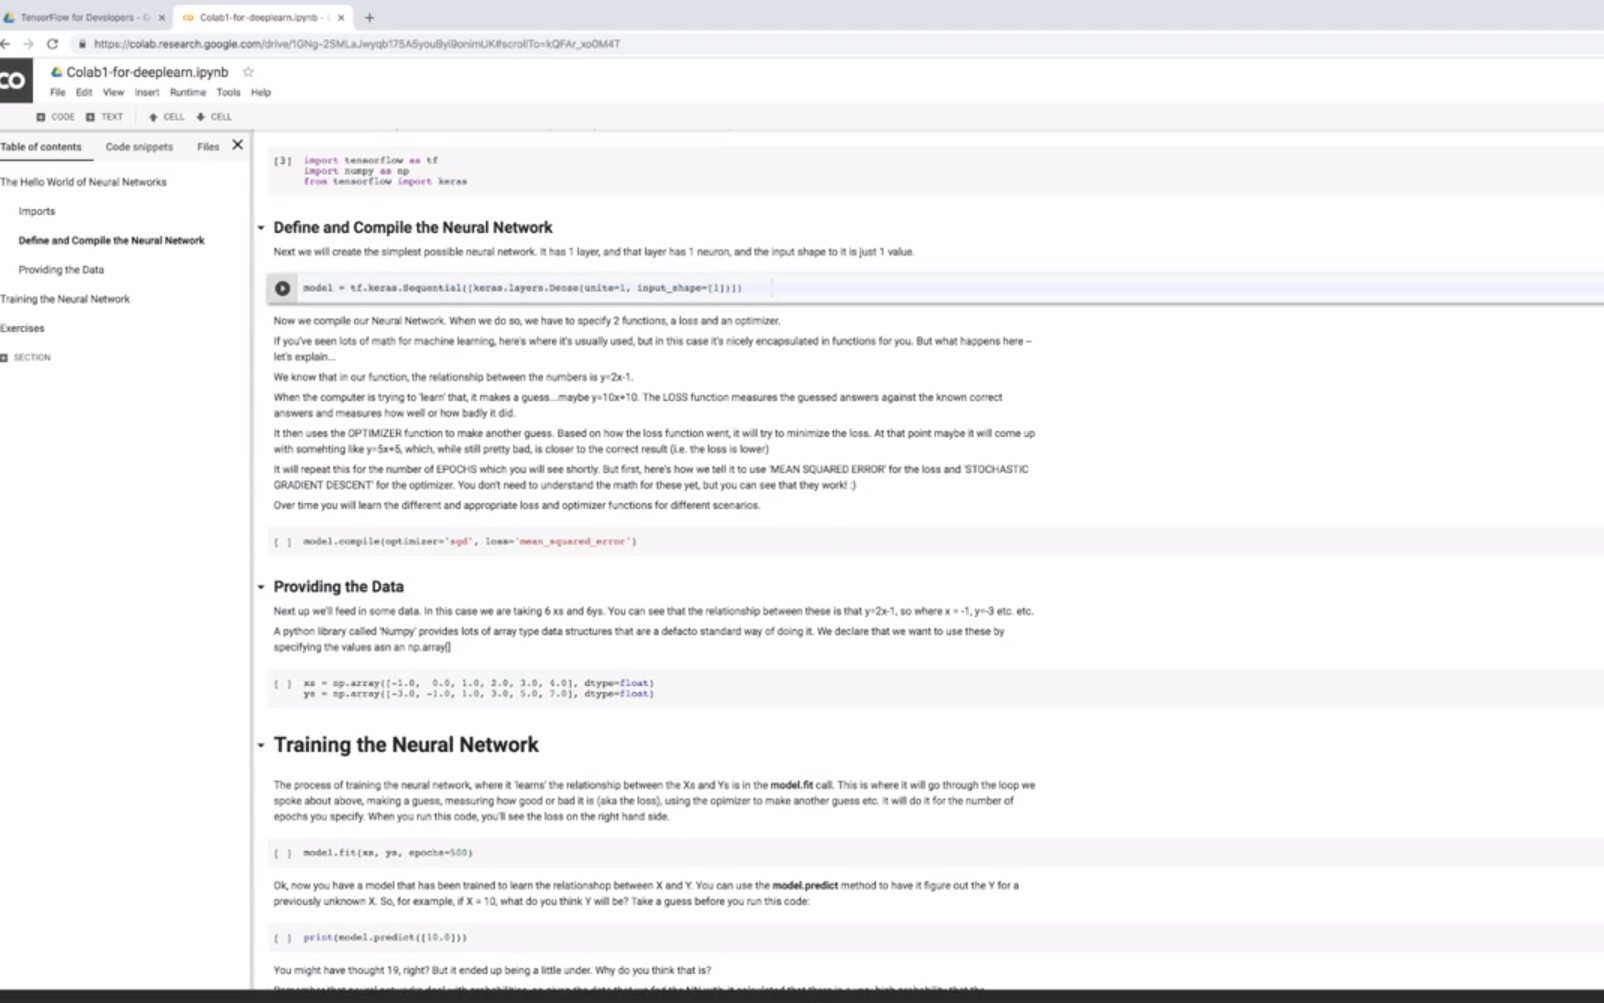 TensorFlow for Developers - G
Colab1-for-deeplearn.ipynb -
https://colab.research.google.com/drive/
CO
Colab1-for-deeplearn.ipynb
File Edit View Insert Runtime Tools Help
CODE TEXT CELL CELL
Table of contents Code snippets Files
The Hello World of Neural Networks
Imports
Define and Compile the Neural Network
Providing the Data
Training the Neural Network
Exercises
SECTION
[3] import tensorflow as tf
import numpy as np
from tensorflow import keras
Define and Compile the Neural Network
Next we will create the simplest possible neural network. It has 1 layer, and that layer has 1 neuron, and the input shape to it is just 1 value.
model = tf.keras.Sequential([keras.layers.Dense(units=1, input_shape=[1])])
Now we compile our Neural Network. When we do so, we have to specify 2 functions, a loss and an optimizer.
If you've seen lots of math for machine learning, here's where it's usually used, but in this case it's nicely encapsulated in functions for you. But what happens here –
let's explain...
We know that in our function, the relationship between the numbers is y=2x-1.
When the computer is trying to 'learn' that, it makes a guess...maybe y=10x+10. The LOSS function measures the guessed answers against the known correct
answers and measures how well or how badly it did.
It then uses the OPTIMIZER function to make another guess. Based on how the loss function went, it will try to minimize the loss. At that point maybe it will come up
with somehting like y=5x+5, which, while still pretty bad, is closer to the correct result (i.e. the loss is lower)
It will repeat this for the number of EPOCHS which you will see shortly. But first, here's how we tell it to use 'MEAN SQUARED ERROR' for the loss and 'STOCHASTIC
GRADIENT DESCENT' for the optimizer. You don't need to understand the math for these yet, but you can see that they work! :)
Over time you will learn the different and appropriate loss and optimizer functions for different scenarios.
[ ] model.compile(optimizer='sgd', loss='mean_squared_error')
Providing the Data
Next up we'll feed in some data. In this case we are taking 6 xs and 6ys. You can see that the relationship between these is that y=2x-1, so where x = -1, y=-3 etc. etc.
A python library called 'Numpy' provides lots of array type data structures that are a defacto standard way of doing it. We declare that we want to use these by
specifying the values asn an np.array[]
[ ] xs = np.array([-1.0, 0.0, 1.0, 2.0, 3.0, 4.0], dtype=float)
ys = np.array([-3.0, -1.0, 1.0, 3.0, 5.0, 7.0], dtype=float)
Training the Neural Network
The process of training the neural network, where it 'learns' the relationship between the Xs and Ys is in the model.fit call. This is where it will go through the loop we
spoke about above, making a guess, measuring how good or bad it is (aka the loss), using the opimizer to make another guess etc. It will do it for the number of
epochs you specify. When you run this code, you'll see the loss on the right hand side.
[ ] model.fit(xs, ys, epochs=500)
Ok, now you have a model that has been trained to learn the relationshop between X and Y. You can use the model.predict method to have it figure out the Y for a
previously unknown X. So, for example, if X = 10, what do you think Y will be? Take a guess before you run this code:
[ ] print(model.predict([10.0]))
You might have thought 19, right? But it ended up being a little under. Why do you think that is?